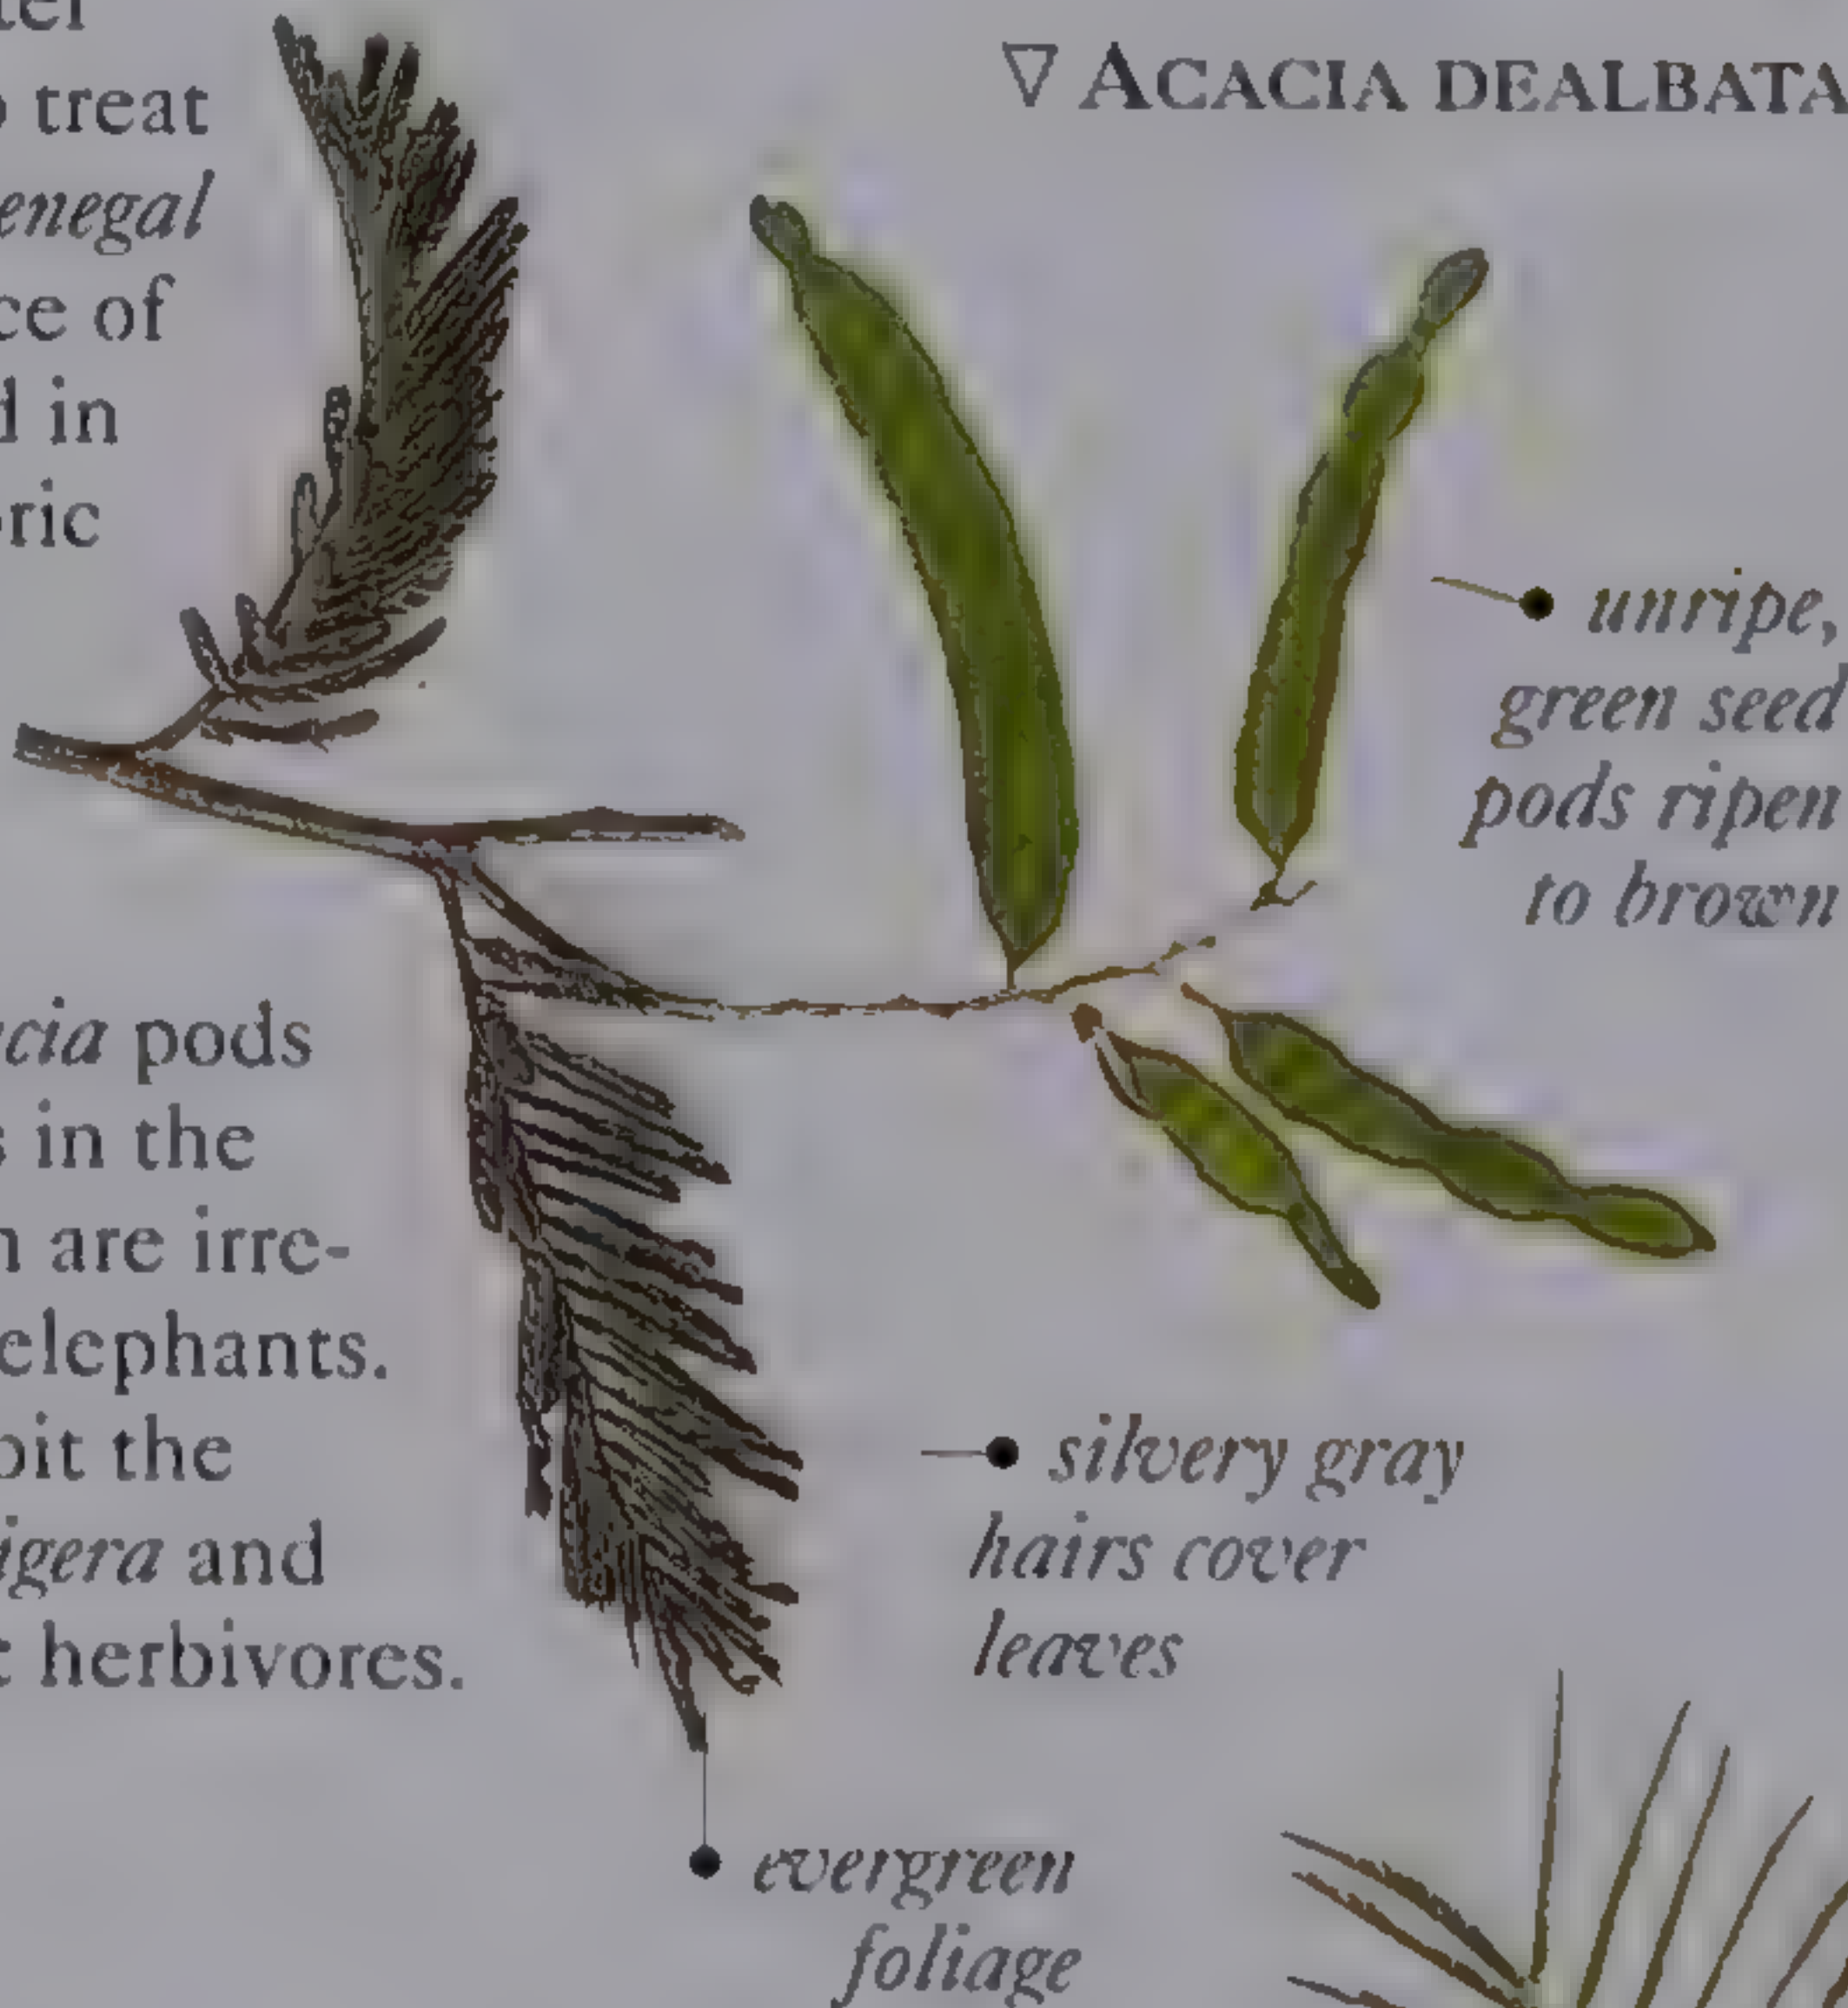 treat
enegal
ce of
d in
ric
cia pods
s in the
n are irre-
elephants.
bit the
igera and
herbivores.
▽ ACACIA DEALBATA
unripe,
green seed
pods ripen
to brown
silvery gray
hairs cover
leaves
evergreen
foliage